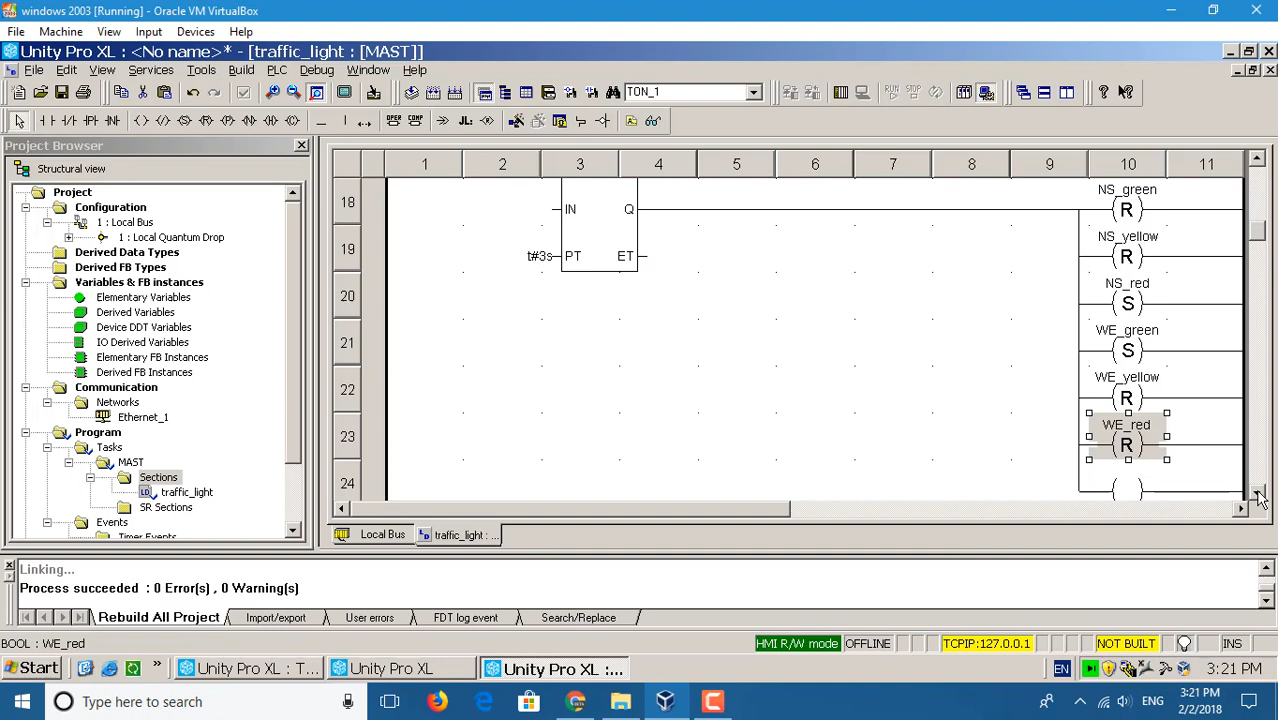 windows 2003 [Running] - Oracle VM VirtualBox
File Machine View Input Devices Help
Unity Pro XL : <No name>* - [traffic_light : [MAST]]
File Edit View Services Tools Build PLC Debug Window Help
TON_1
RUN STOP
P N R P N R S H C
OPER COMP JL:
Project Browser
Structural view
Project
Configuration
1 : Local Bus
1 : Local Quantum Drop
Derived Data Types
Derived FB Types
Variables & FB instances
Elementary Variables
Derived Variables
Device DDT Variables
IO Derived Variables
Elementary FB Instances
Derived FB Instances
Communication
Networks
Ethernet_1
Program
Tasks
MAST
Sections
LD traffic_light
SR Sections
Events
Timer Events
1 2 3 4 5 6 7 8 9 10 11
18 IN Q NS_green R
19 t#3s PT ET NS_yellow R
20 NS_red S
21 WE_green S
22 WE_yellow R
23 WE_red R
24
Local Bus traffic_light : ...
Linking...
Process succeeded : 0 Error(s) , 0 Warning(s)
Rebuild All Project Import/export User errors FDT log event Search/Replace
BOOL : WE_red HMI R/W mode OFFLINE TCPIP:127.0.0.1 NOT BUILT INS
Start » Unity Pro XL : T... Unity Pro XL Unity Pro XL :... EN 3:21 PM
Type here to search ENG 3:21 PM
2/2/2018